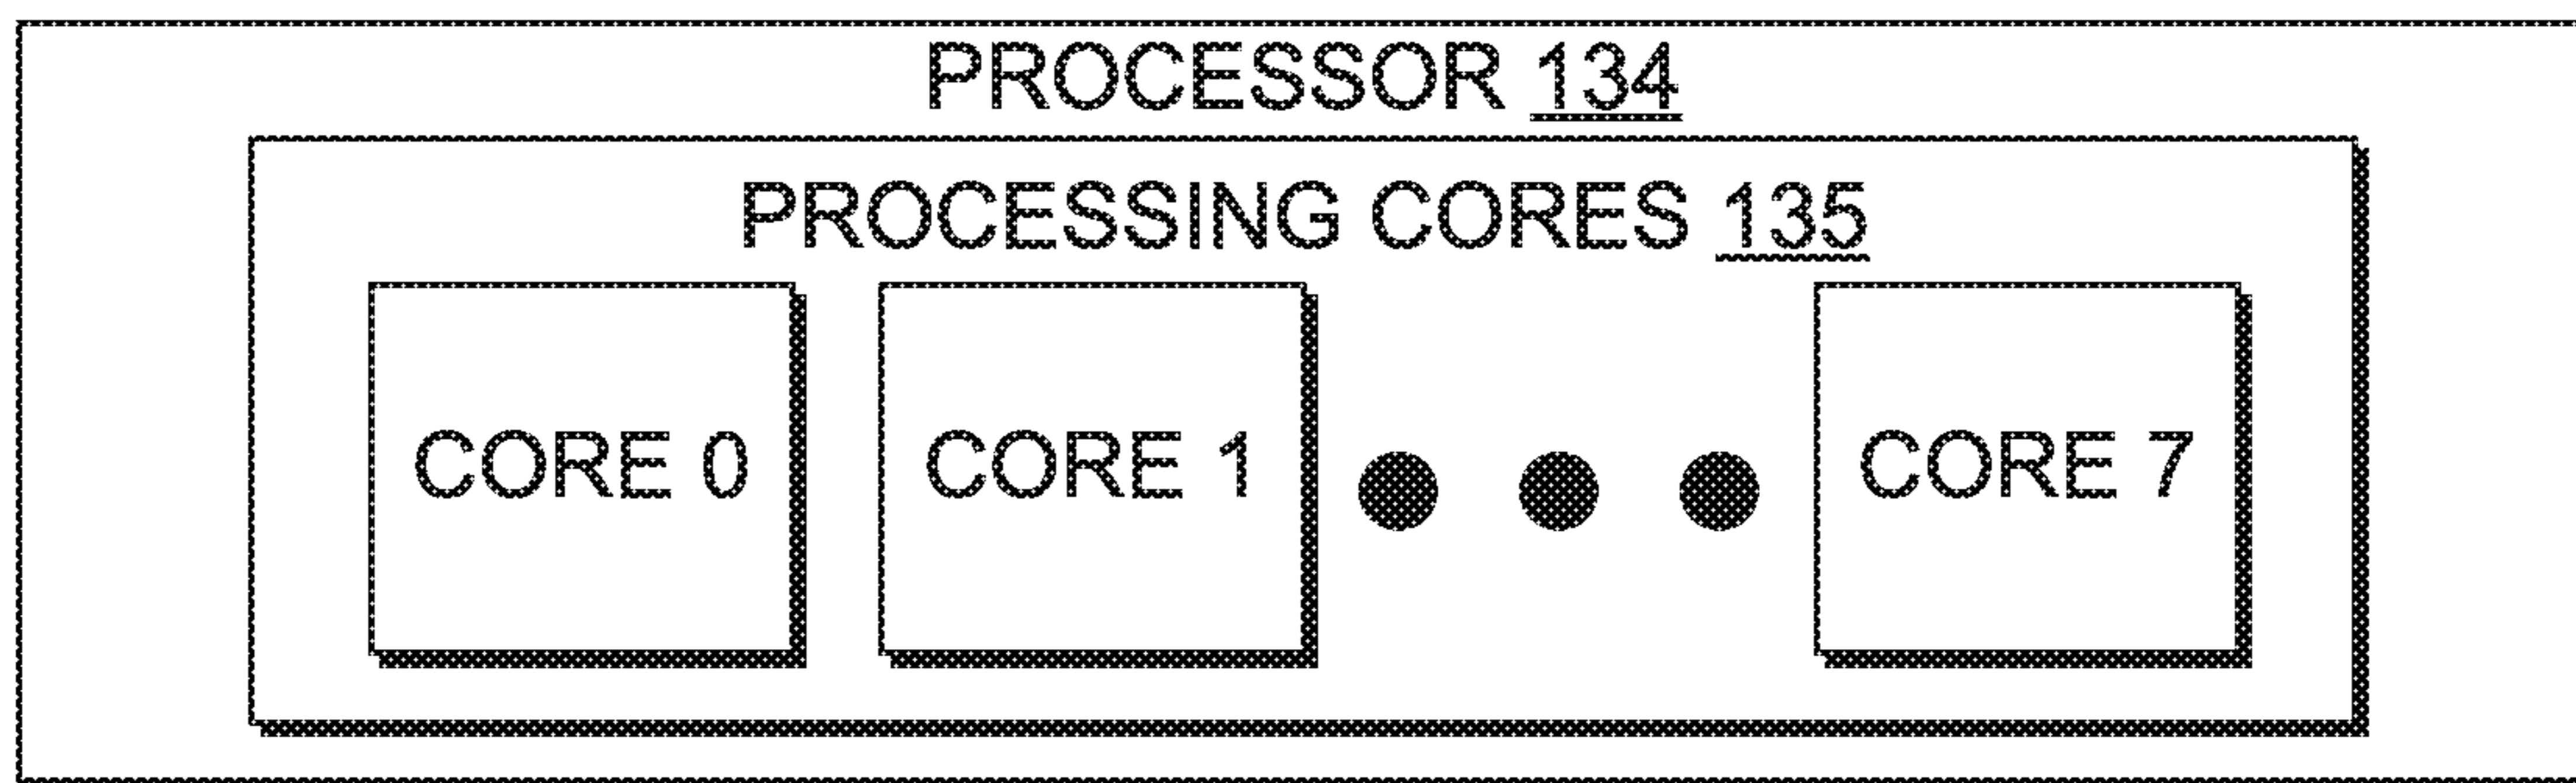 PROCESSOR 134
PROCESSING CORES 135
CORE 0 CORE 1 CORE 7